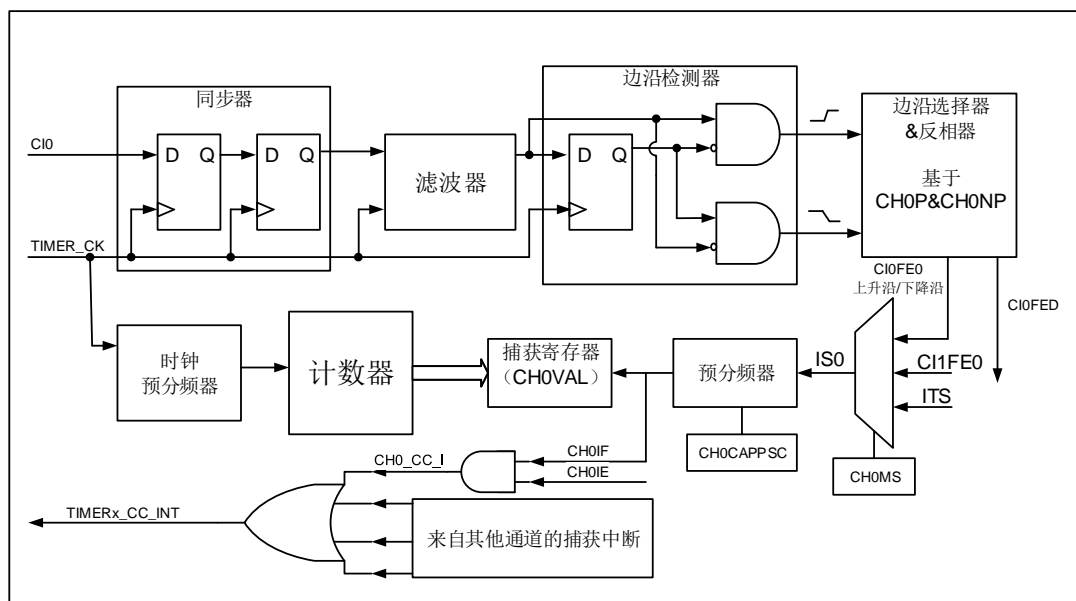 同步器
边沿检测器
CI0
D Q
D Q
滤波器
D Q
边沿选择器
&反相器
基于
CH0P&CH0NP
TIMER_CK
CI0FE0
上升沿/下降沿
CI0FED
时钟
预分频器
计数器
捕获寄存器
（CH0VAL）
预分频器
IS0
CI1FE0
ITS
CH0CAPPSC
CH0MS
CH0_CC_I
CH0IF
CH0IE
TIMERx_CC_INT
来自其他通道的捕获中断